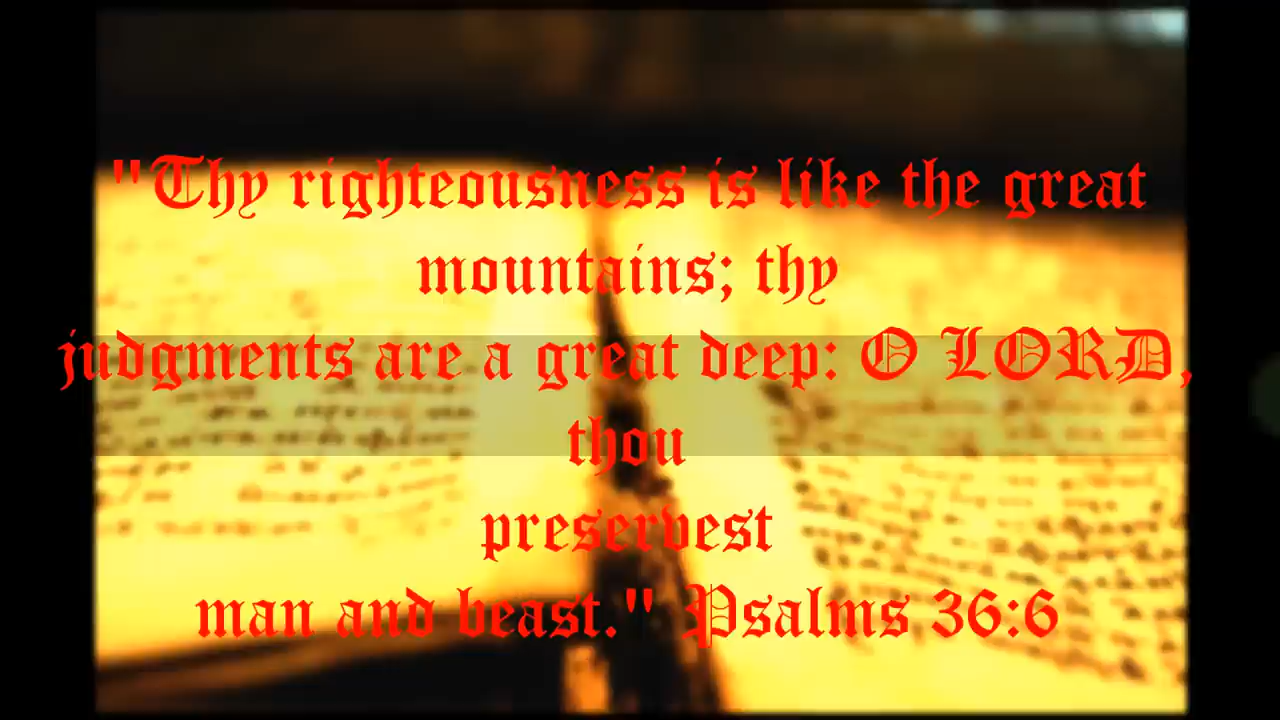 "Thy righteousness is like the great
mountains; thy
judgments are a great deep: O LORD,
thou
preservest
man and beast." Psalms 36:6